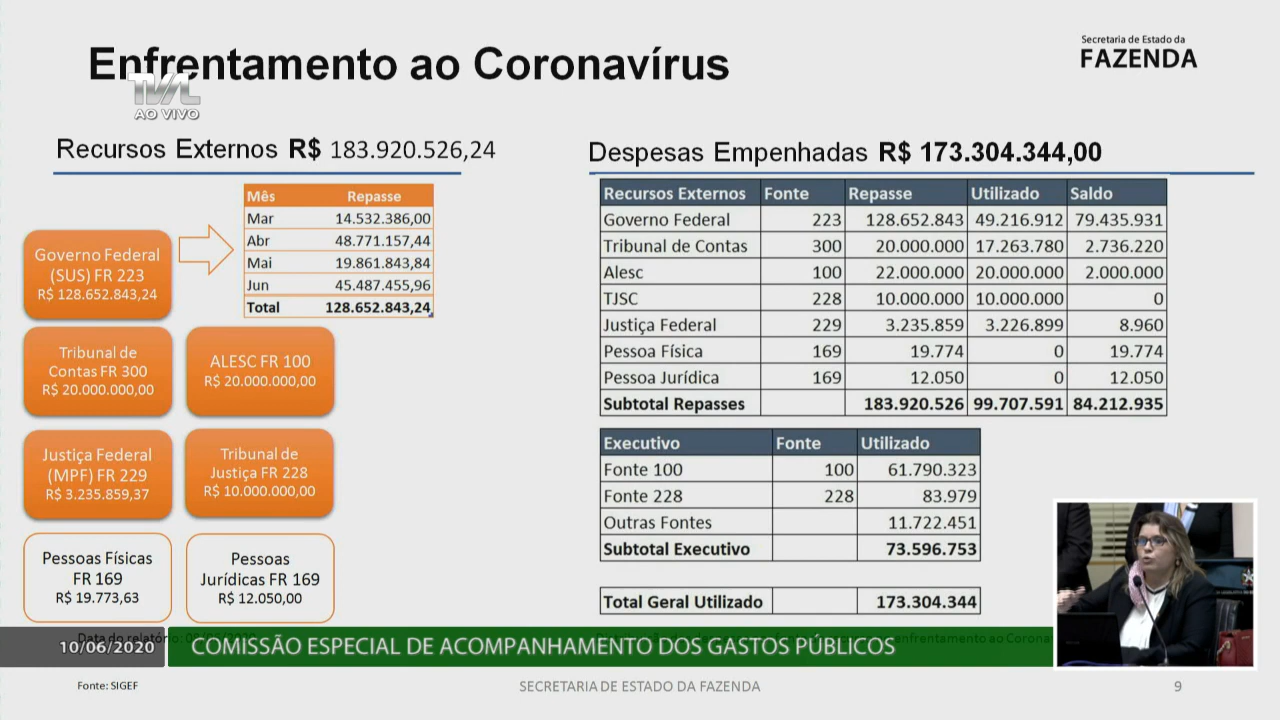 Enfrentamento ao Coronavírus
Secretaria de Estado da
FAZENDA
TVAL
AO VIVO
Recursos Externos R$ 183.920.526,24
Despesas Empenhadas R$ 173.304.344,00
Mês Repasse
Mar 14.532.386,00
Abr 48.771.157,44
Mai 19.861.843,84
Jun 45.487.455,96
Total 128.652.843,24
Governo Federal
(SUS) FR 223
R$ 128.652.843,24
Tribunal de
Contas FR 300
R$ 20.000.000,00
ALESC FR 100
R$ 20.000.000,00
Justiça Federal
(MPF) FR 229
R$ 3.235.859,37
Tribunal de
Justiça FR 228
R$ 10.000.000,00
Pessoas Físicas
FR 169
R$ 19.773,63
Pessoas
Jurídicas FR 169
R$ 12.050,00
Recursos Externos Fonte Repasse Utilizado Saldo
Governo Federal 223 128.652.843 49.216.912 79.435.931
Tribunal de Contas 300 20.000.000 17.263.780 2.736.220
Alesc 100 22.000.000 20.000.000 2.000.000
TJSC 228 10.000.000 10.000.000 0
Justiça Federal 229 3.235.859 3.226.899 8.960
Pessoa Física 169 19.774 0 19.774
Pessoa Jurídica 169 12.050 0 12.050
Subtotal Repasses 183.920.526 99.707.591 84.212.935
Executivo Fonte Utilizado
Fonte 100 100 61.790.323
Fonte 228 228 83.979
Outras Fontes 11.722.451
Subtotal Executivo 73.596.753
Total Geral Utilizado 173.304.344
Data do relatório: enfrentamento ao Corona
10/06/2020 COMISSÃO ESPECIAL DE ACOMPANHAMENTO DOS GASTOS PÚBLICOS
Fonte: SIGEF
SECRETARIA DE ESTADO DA FAZENDA
9